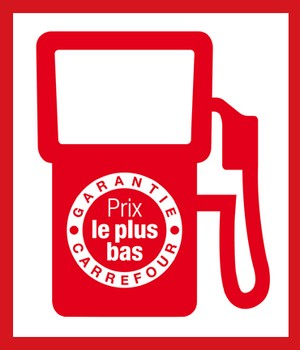 GARANTIE
Prix
le plus
bas
CARREFOUR